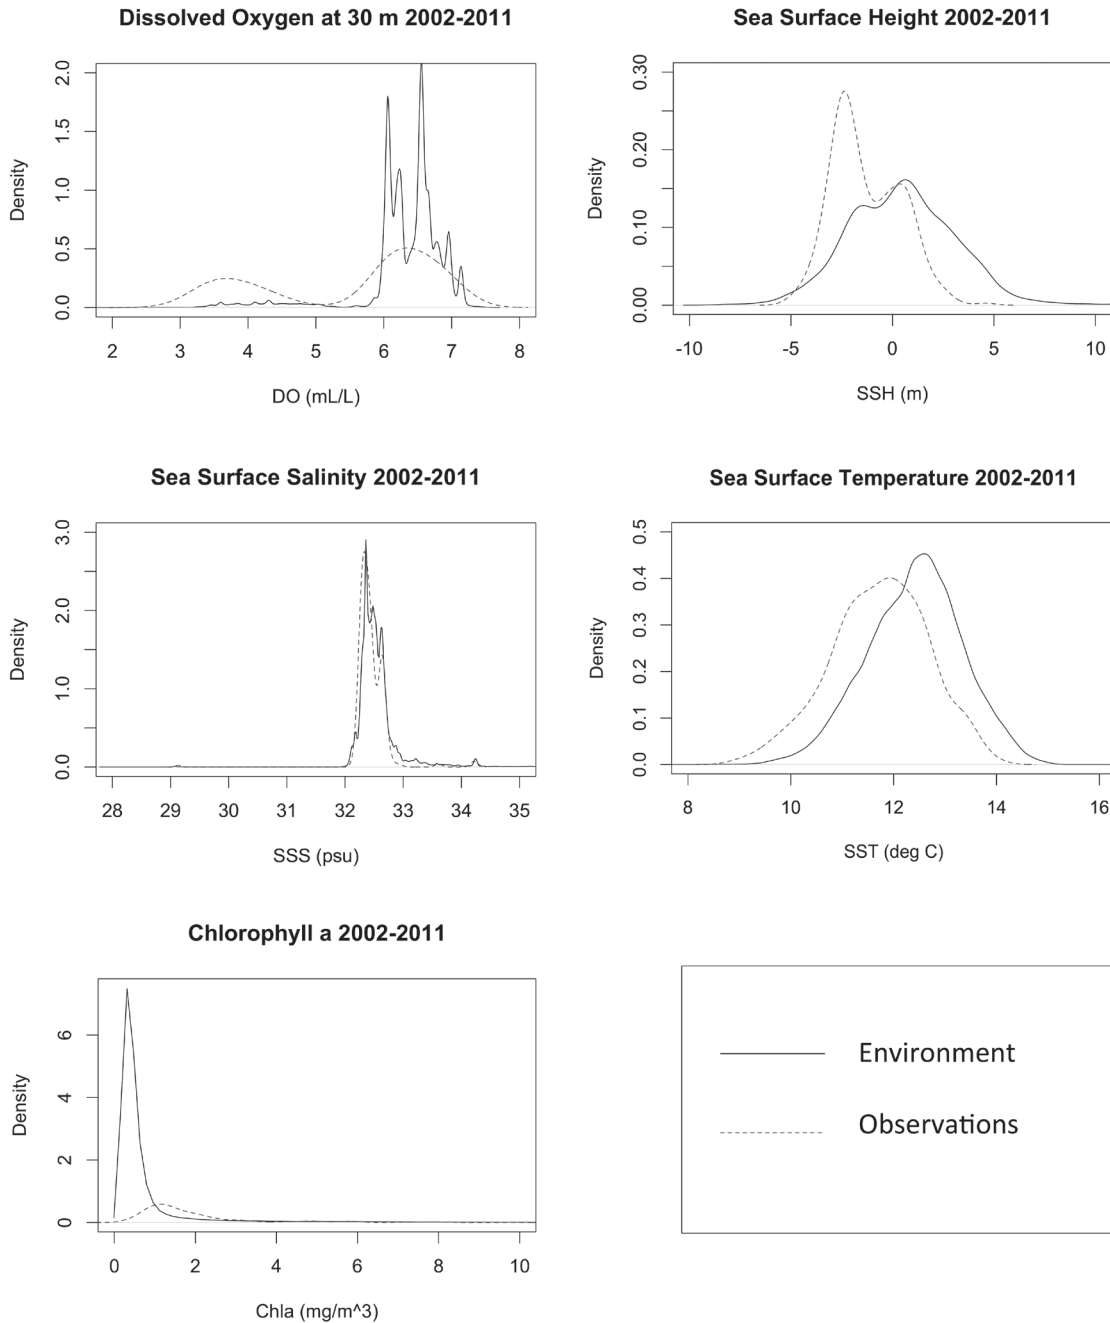 Dissolved Oxygen at 30 m 2002-2011
Density
0.0 0.5 1.0 1.5 2.0
2 3 4 5 6 7 8
DO (mL/L)
Sea Surface Height 2002-2011
Density
0.00 0.10 0.20 0.30
-10 -5 0 5 10
SSH (m)
Sea Surface Salinity 2002-2011
Density
0.0 1.0 2.0 3.0
28 29 30 31 32 33 34 35
SSS (psu)
Sea Surface Temperature 2002-2011
Density
0.0 0.1 0.2 0.3 0.4 0.5
8 10 12 14 16
SST (deg C)
Chlorophyll a 2002-2011
Density
0 2 4 6
0 2 4 6 8 10
Chla (mg/m^3)
Environment
Observations